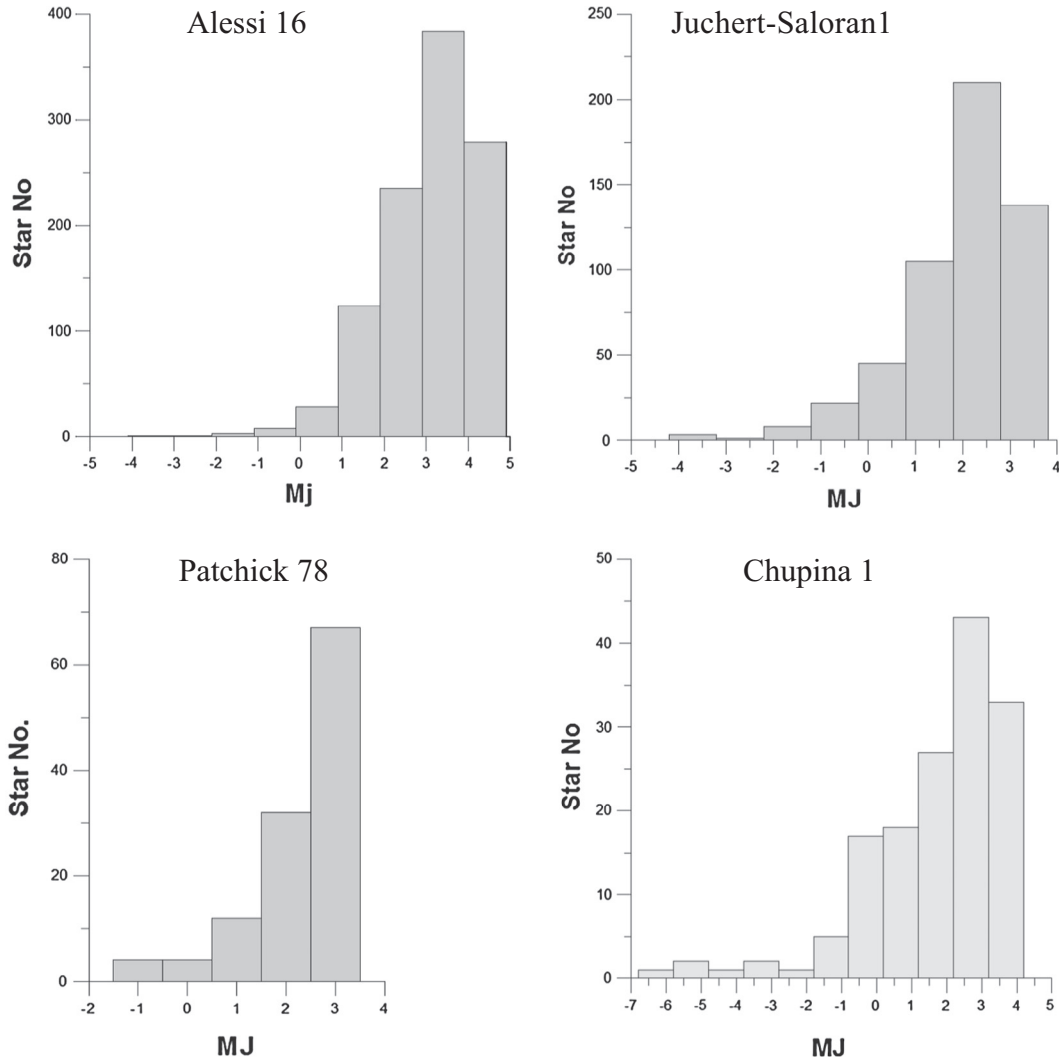 Alessi 16
400
300
200
100
0
Star No
-5 -4 -3 -2 -1 0 1 2 3 4 5
Mj
Juchert-Saloran1
250
200
150
100
50
0
Star No
-5 -4 -3 -2 -1 0 1 2 3 4
MJ
Patchick 78
80
60
40
20
0
Star No.
-2 -1 0 1 2 3 4
MJ
Chupina 1
50
40
30
20
10
0
Star No
-7 -6 -5 -4 -3 -2 -1 0 1 2 3 4 5
MJ